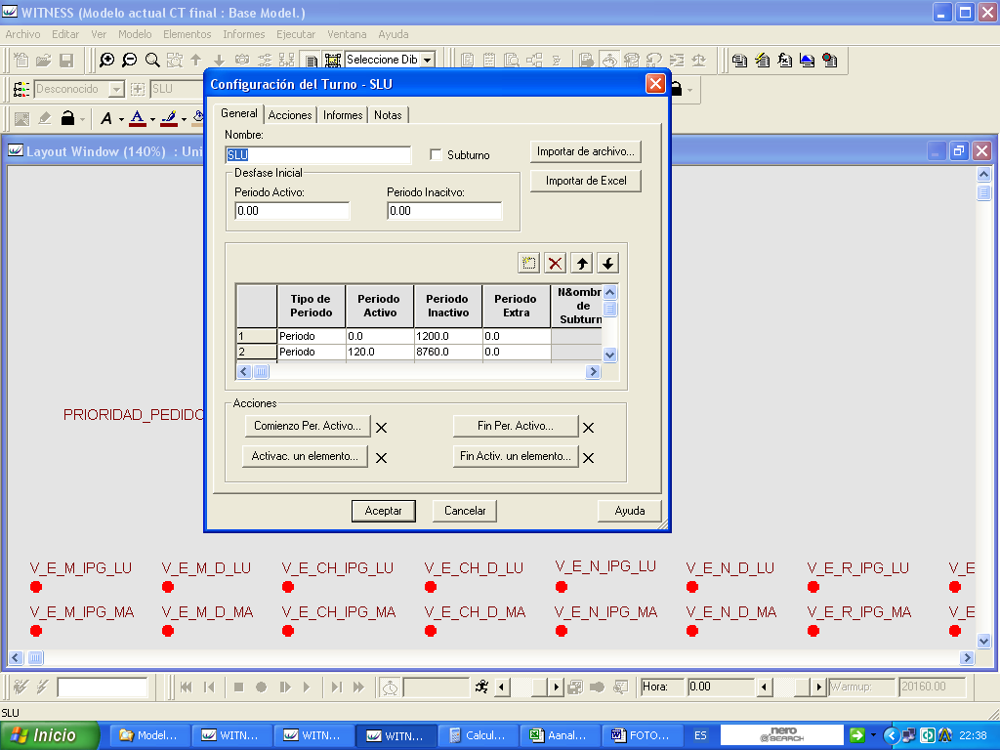 WITNESS (Modelo actual CT final : Base Model.)
Archivo Editar Ver Modelo Elementos Informes Ejecutar Ventana Ayuda
Seleccione Dib
Desconocido SLU
Layout Window (140%) : Uni
Configuración del Turno - SLU
General Acciones Informes Notas
Nombre:
SLU
Subturno
Importar de archivo...
Importar de Excel
Desfase Inicial
Periodo Activo: Periodo Inacitvo:
0.00 0.00
Tipo de Periodo Periodo Activo Periodo Inactivo Periodo Extra N&ombr de Subturn
1 Periodo 0.0 1200.0 0.0
2 Periodo 120.0 8760.0 0.0
Acciones
Comienzo Per. Activo... Fin Per. Activo...
Activac. un elemento... Fin Activ. un elemento...
Aceptar Cancelar Ayuda
PRIORIDAD_PEDIDO
V_E_M_IPG_LU V_E_M_D_LU V_E_CH_IPG_LU V_E_CH_D_LU V_E_N_IPG_LU V_E_N_D_LU V_E_R_IPG_LU V_E
V_E_M_IPG_MA V_E_M_D_MA V_E_CH_IPG_MA V_E_CH_D_MA V_E_N_IPG_MA V_E_N_D_MA V_E_R_IPG_MA V_E
Hora: 0.00 Warmup: 20160.00
SLU
Inicio Model... WITN... WITN... WITN... Calcul... Aanal... FOTO... ES nero SEARCH 22:38